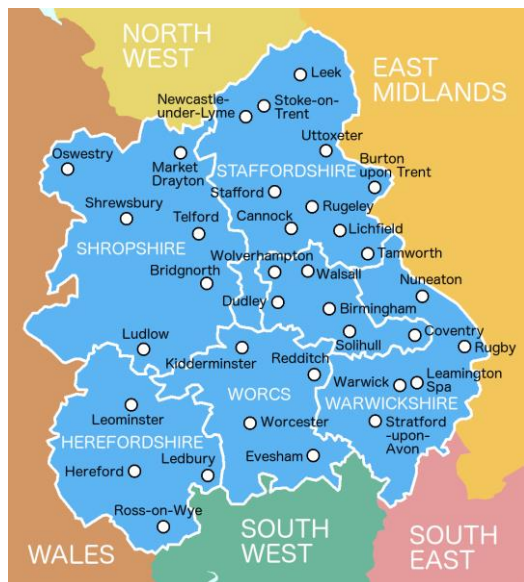 NORTH
WEST
Leek
EAST
MIDLANDS
Newcastle-
under-Lyme
Stoke-on-
Trent
Uttoxeter
Oswestry
Market
Drayton
STAFFORDSHIRE
Burton
upon Trent
Stafford
Rugeley
Shrewsbury
Telford
Cannock
Lichfield
SHROPSHIRE
Tamworth
Wolverhampton
Walsall
Bridgnorth
Nuneaton
Dudley
Birmingham
Ludlow
Solihull
Coventry
Rugby
Kidderminster
Redditch
Warwick
Leamington
Spa
WORCS
WARWICKSHIRE
Leominster
Worcester
Stratford
-upon-
Avon
HEREFORDSHIRE
Hereford
Ledbury
Evesham
Ross-on-Wye
WALES
SOUTH
WEST
SOUTH
EAST